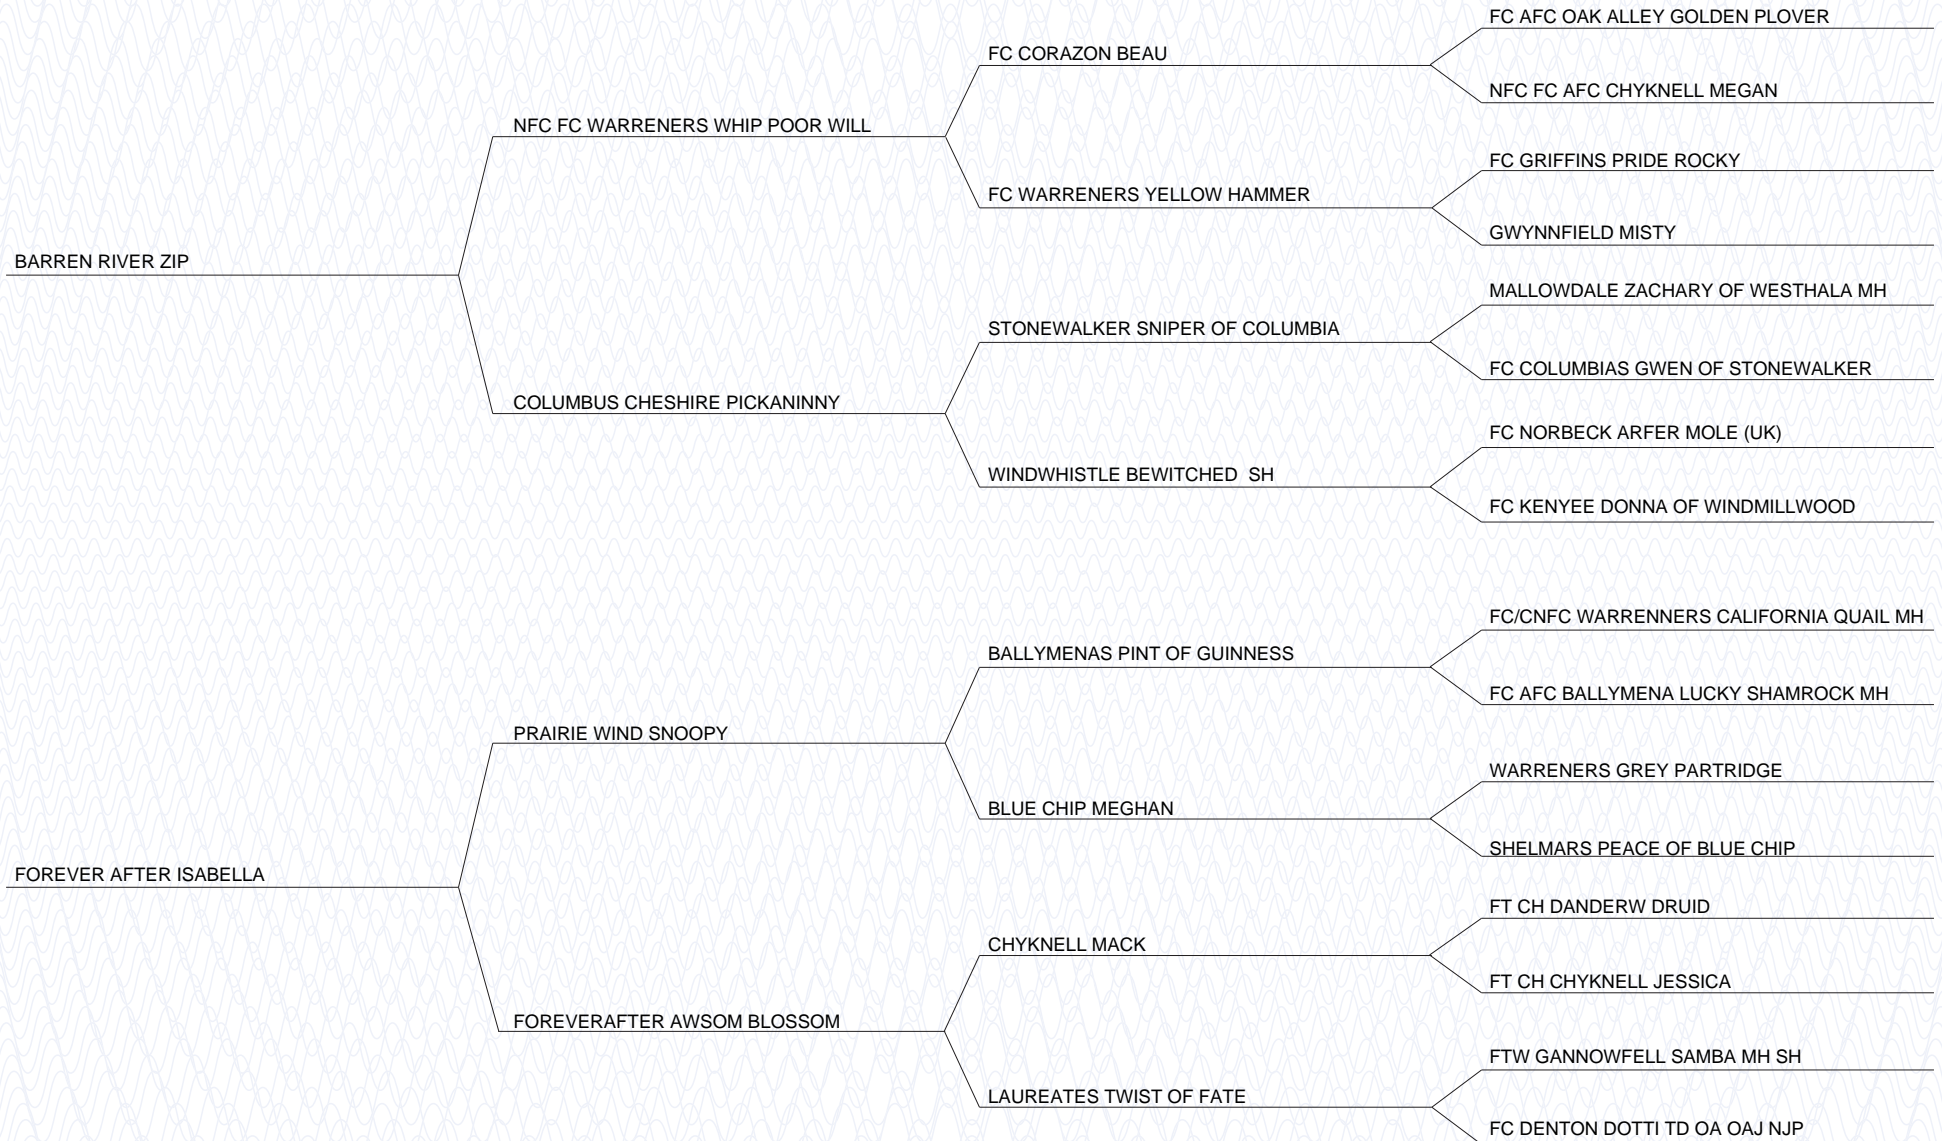 FC AFC OAK ALLEY GOLDEN PLOVER
FC CORAZON BEAU
NFC FC AFC CHYKNELL MEGAN
NFC FC WARRENERS WHIP POOR WILL
FC GRIFFINS PRIDE ROCKY
FC WARRENERS YELLOW HAMMER
GWYNNFIELD MISTY
BARREN RIVER ZIP
MALLOWDALE ZACHARY OF WESTHALA MH
STONEWALKER SNIPER OF COLUMBIA
FC COLUMBIAS GWEN OF STONEWALKER
COLUMBUS CHESHIRE PICKANINNY
FC NORBECK ARFER MOLE (UK)
WINDWHISTLE BEWITCHED  SH
FC KENYEE DONNA OF WINDMILLWOOD
FC/CNFC WARRENNERS CALIFORNIA QUAIL MH
BALLYMENAS PINT OF GUINNESS
FC AFC BALLYMENA LUCKY SHAMROCK MH
PRAIRIE WIND SNOOPY
WARRENERS GREY PARTRIDGE
BLUE CHIP MEGHAN
SHELMARS PEACE OF BLUE CHIP
FOREVER AFTER ISABELLA
FT CH DANDERW DRUID
CHYKNELL MACK
FT CH CHYKNELL JESSICA
FOREVERAFTER AWSOM BLOSSOM
FTW GANNOWFELL SAMBA MH SH
LAUREATES TWIST OF FATE
FC DENTON DOTTI TD OA OAJ NJP